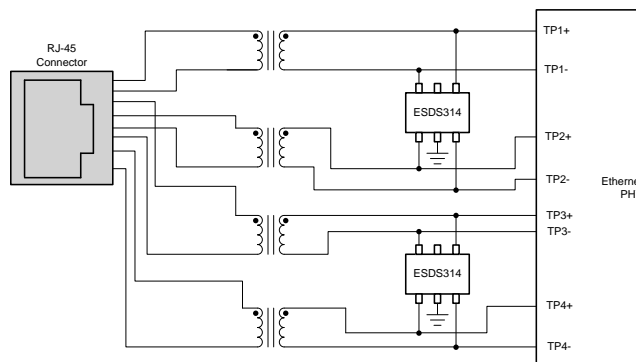 RJ-45
Connector
TP1+
TP1-
ESDS314
TP2+
TP2-
TP3+
TP3-
ESDS314
TP4+
TP4-